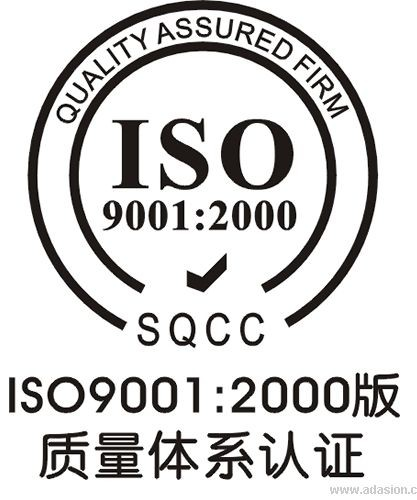 QUALITY ASSURED FIRM
ISO
9001:2000
SQCC
ISO9001:2000版
质量体系认证
www.adasion.c